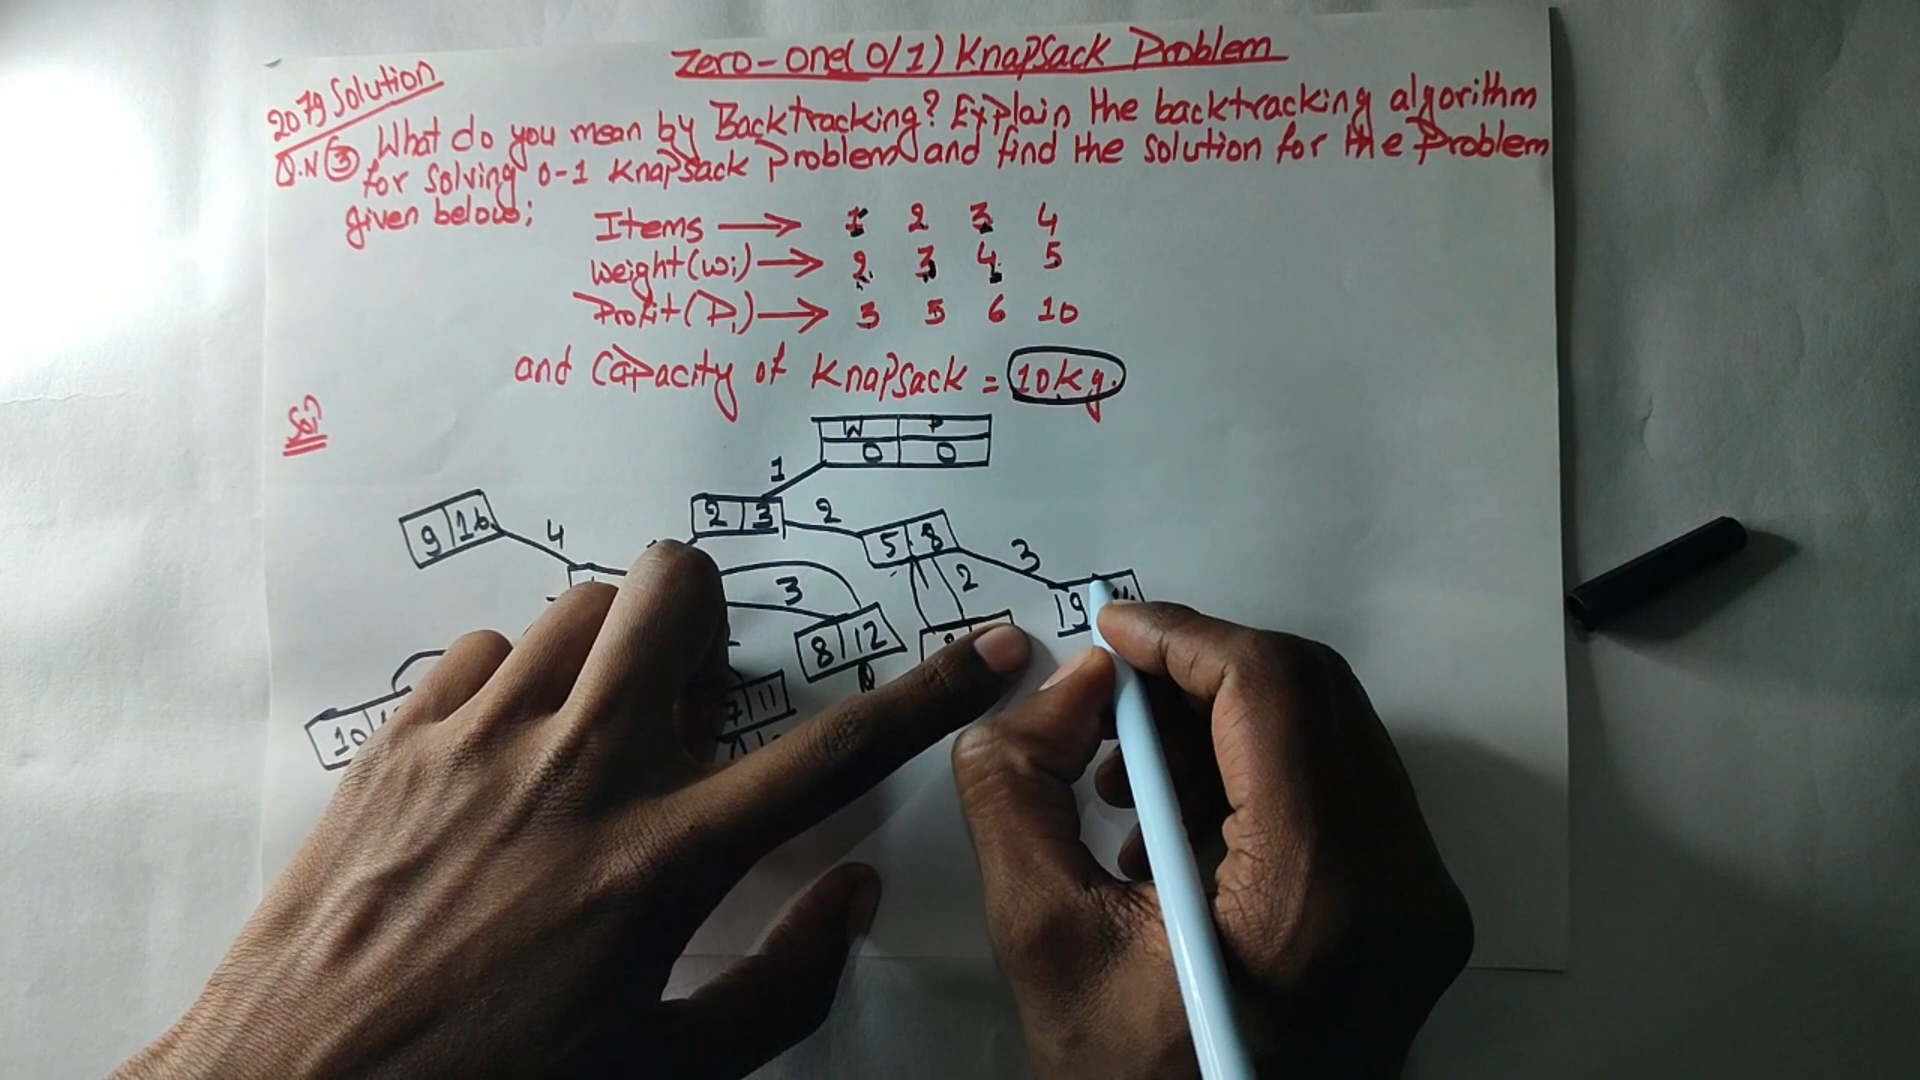 Zero-one(0/1) Knapsack Problem
2079 Solution
Q.N 3 What do you mean by Backtracking? Explain the backtracking algorithm
for solving 0-1 Knapsack problem and find the solution for the problem
given below;
Items → 1 2 3 4
Weight(wi) → 2 3 4 5
Profit(Pi) → 3 5 6 10
and Capacity of Knapsack = 10kg.
Soln
W P
0 0
1
2 3
2
9 16
4
5 8
3
2
3
8 12
19
7 11
10